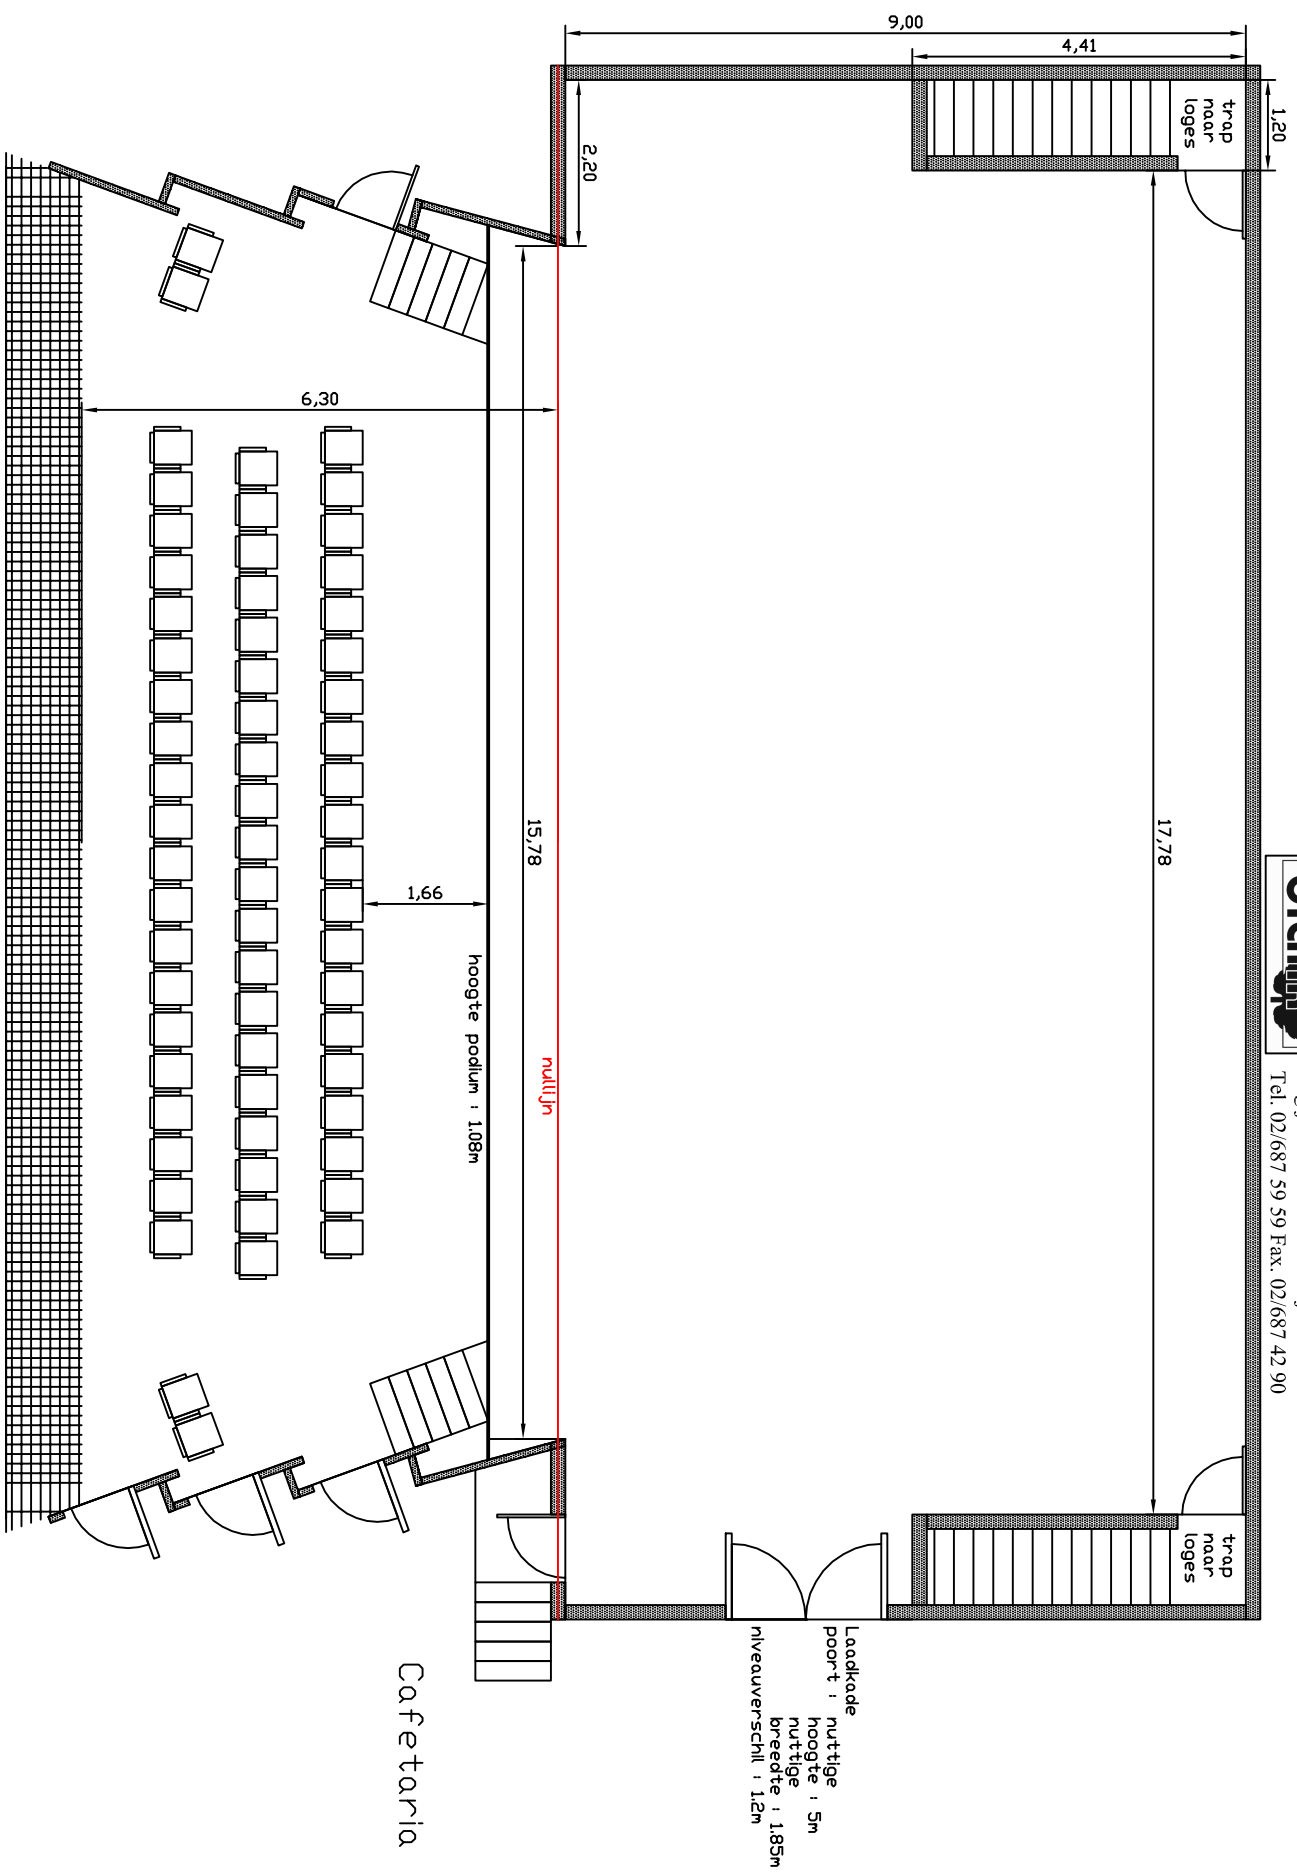 9,00
4,41
1,20
trap
naar
loges
2,20
17,78
Tel. 02/687 59 59 Fax. 02/687 42 90
6,30
15,78
1,66
hoogte podium : 1.08m
nullijn
trap
naar
loges
Laadkade
poort : nuttige
hoogte : 5m
nuttige
breedte : 1.85m
niveauverschil : 1.2m
Cafetaria